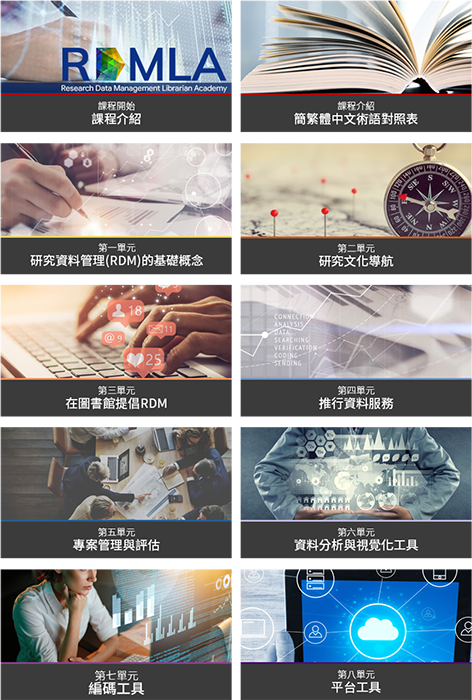 RDMLA
Research Data Management Librarian Academy
課程開始
課程介紹
課程介紹
簡繁體中文術語對照表
第一單元
研究資料管理(RDM)的基礎概念
N
NE
E
SE
S
SW
W
第二單元
研究文化導航
18
@9
11
25
第三單元
在圖書館提倡RDM
CONNECTION
ANALYSIS
DATA
SEARCHING
VERIFICATION
CODING
SENDING
第四單元
推行資料服務
第五單元
專案管理與評估
第六單元
資料分析與視覺化工具
第七單元
編碼工具
第八單元
平台工具